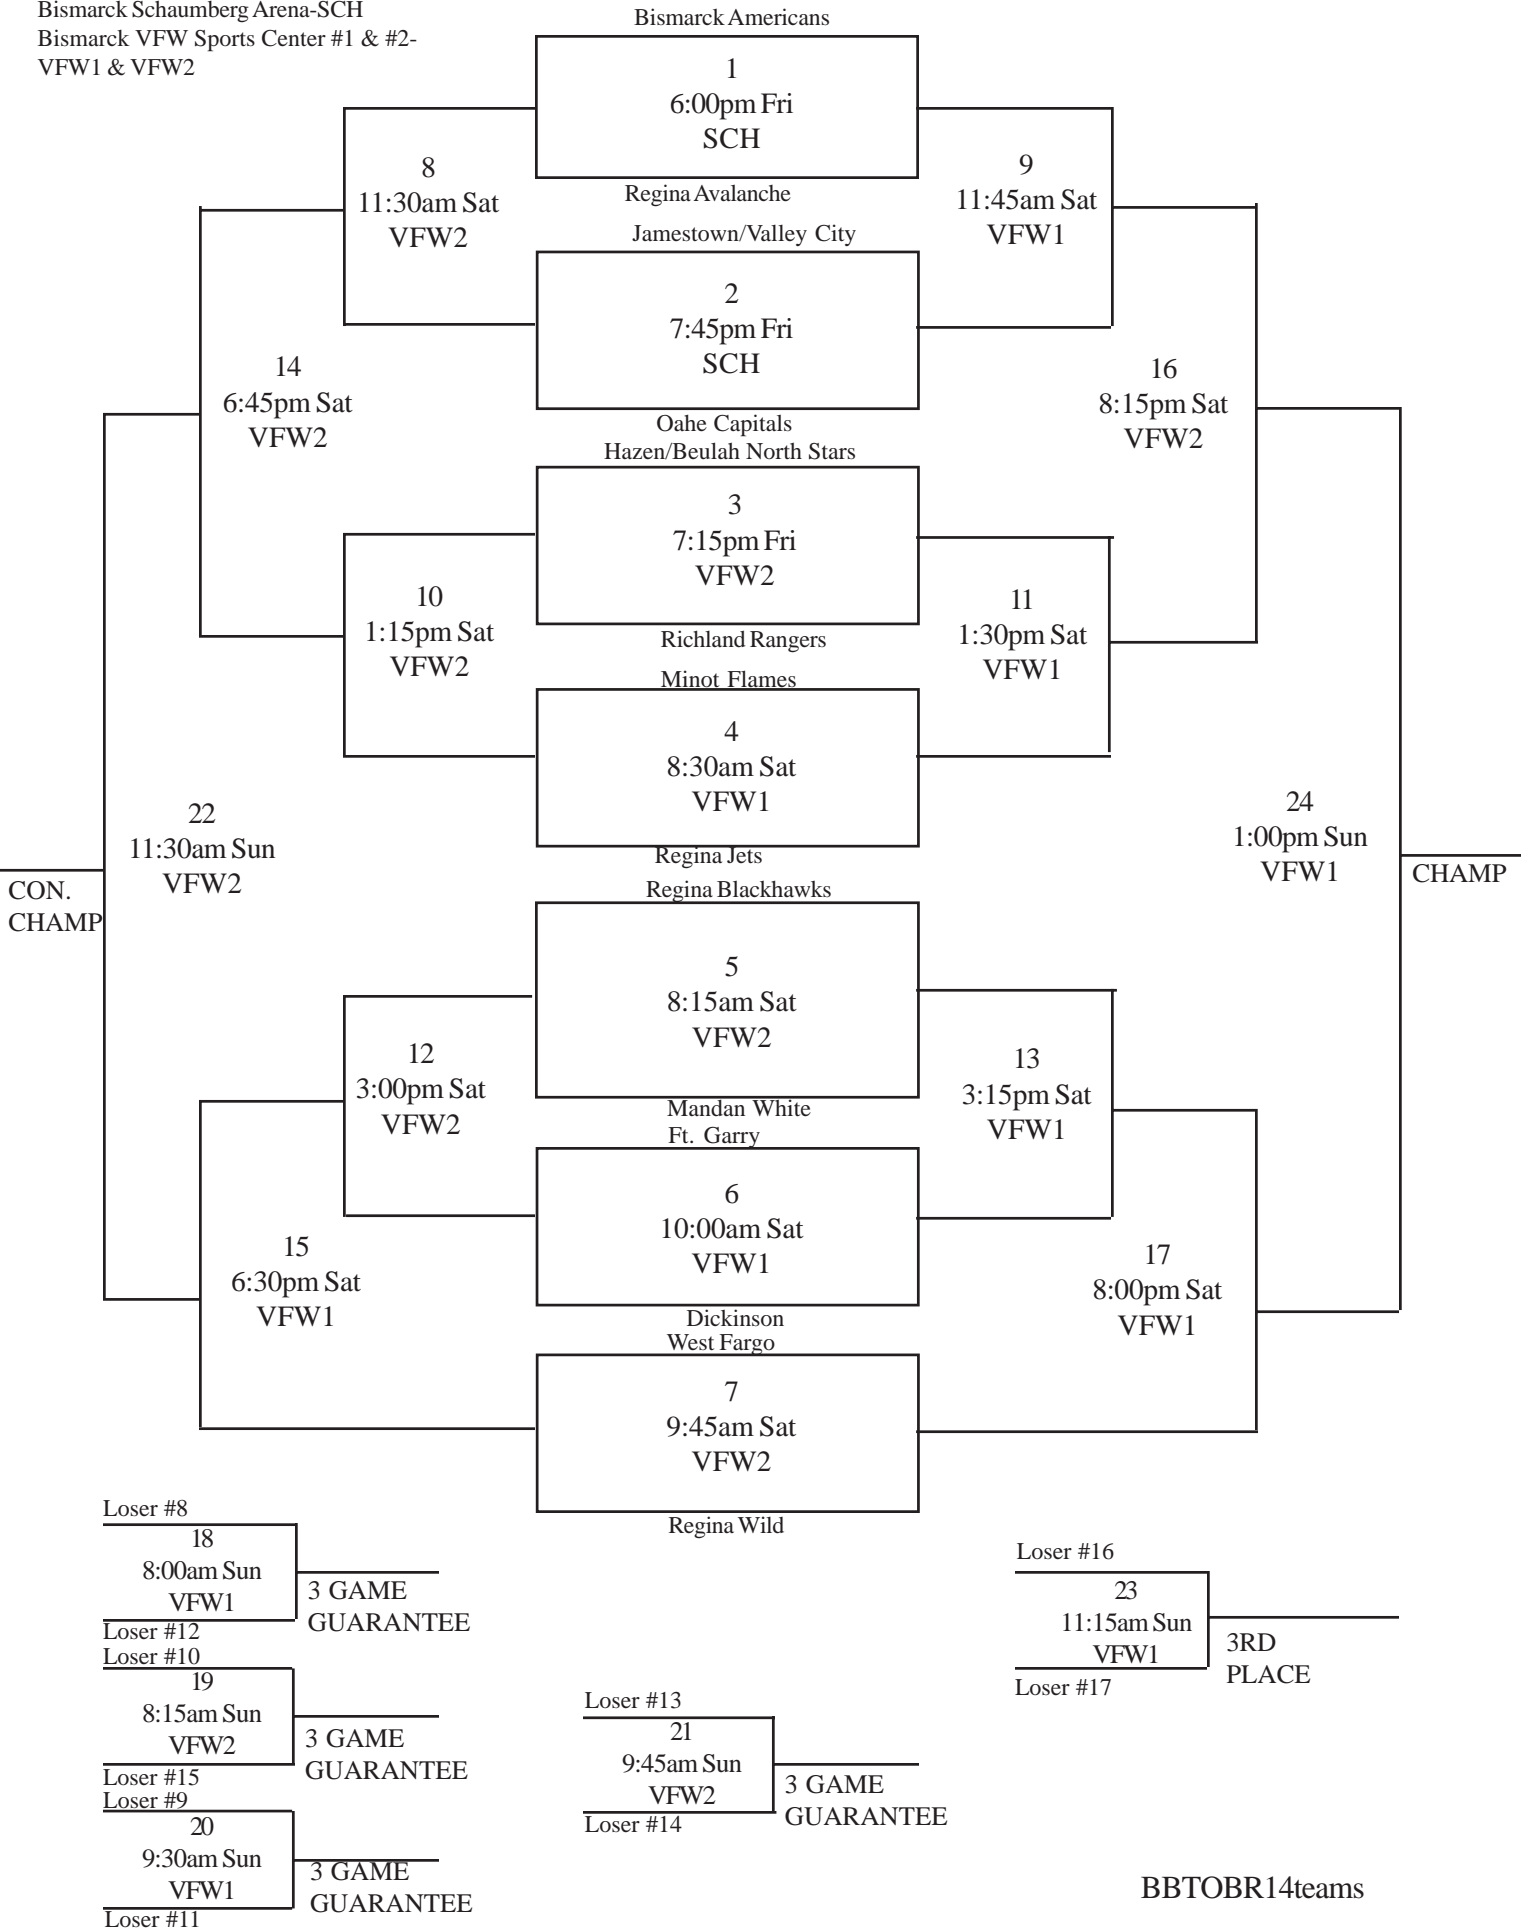 Bismarck Schaumberg Arena-SCH
Bismarck VFW Sports Center #1 & #2-
VFW1 & VFW2
Bismarck Americans
1
6:00pm Fri
SCH
Regina Avalanche
8
11:30am Sat
VFW2
9
11:45am Sat
VFW1
Jamestown/Valley City
2
7:45pm Fri
SCH
Oahe Capitals
14
6:45pm Sat
VFW2
16
8:15pm Sat
VFW2
Hazen/Beulah North Stars
3
7:15pm Fri
VFW2
Richland Rangers
10
1:15pm Sat
VFW2
11
1:30pm Sat
VFW1
Minot Flames
4
8:30am Sat
VFW1
Regina Jets
22
11:30am Sun
VFW2
24
1:00pm Sun
VFW1
CON.
CHAMP
CHAMP
Regina Blackhawks
5
8:15am Sat
VFW2
Mandan White
12
3:00pm Sat
VFW2
13
3:15pm Sat
VFW1
Ft. Garry
6
10:00am Sat
VFW1
Dickinson
15
6:30pm Sat
VFW1
17
8:00pm Sat
VFW1
West Fargo
7
9:45am Sat
VFW2
Regina Wild
Loser #8
18
8:00am Sun
VFW1
Loser #12
3 GAME
GUARANTEE
Loser #10
19
8:15am Sun
VFW2
Loser #15
3 GAME
GUARANTEE
Loser #9
20
9:30am Sun
VFW1
Loser #11
3 GAME
GUARANTEE
Loser #13
21
9:45am Sun
VFW2
Loser #14
3 GAME
GUARANTEE
Loser #16
23
11:15am Sun
VFW1
Loser #17
3RD
PLACE
BBTOBR14teams